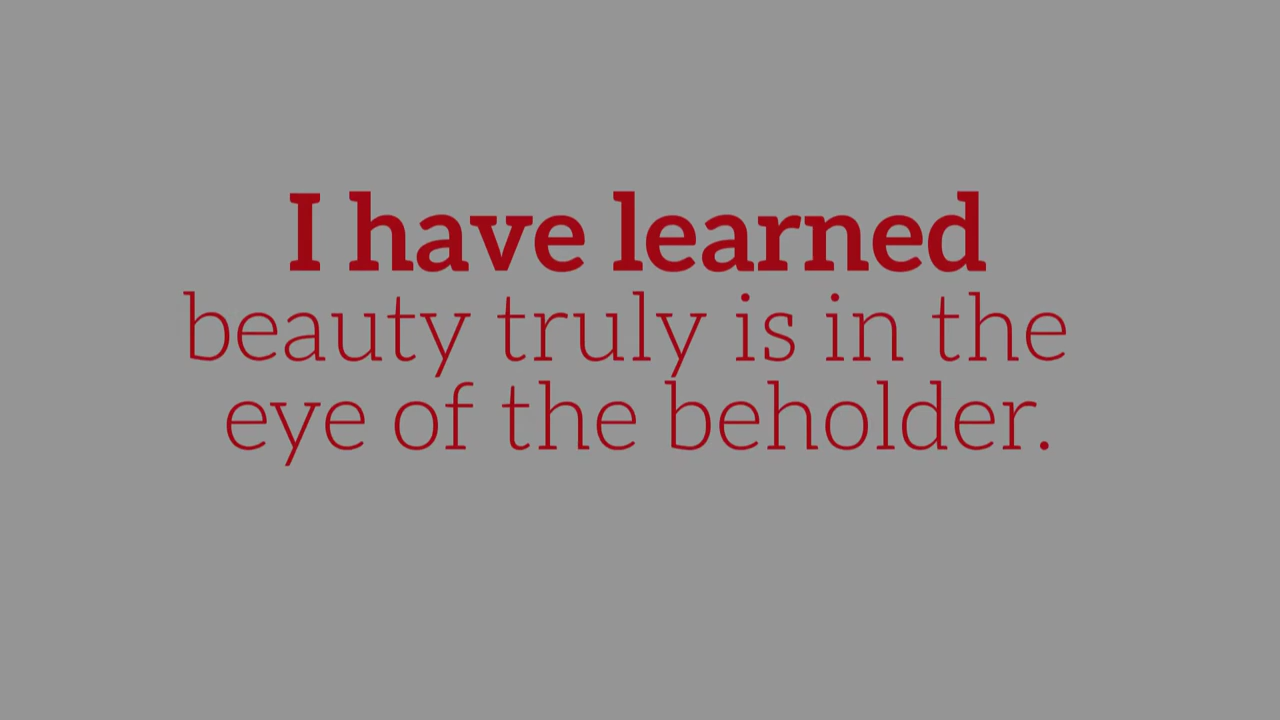 I have learned
beauty truly is in the
eye of the beholder.